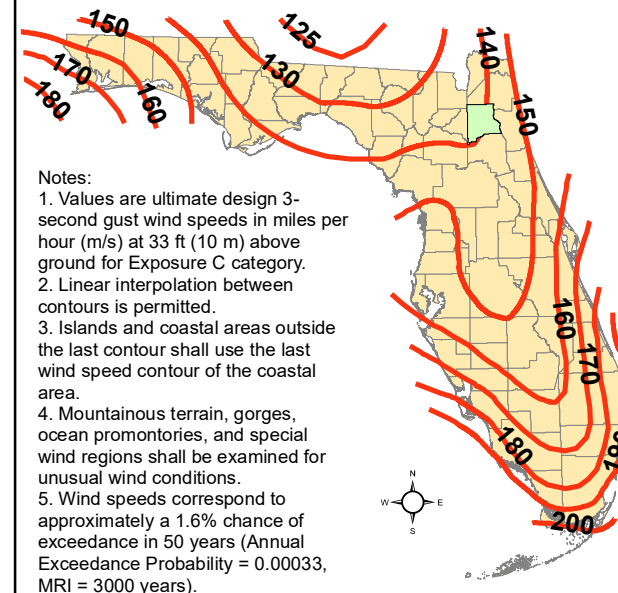 150
125
140
170
130
150
180
160
Notes:
1. Values are ultimate design 3-
second gust wind speeds in miles per
hour (m/s) at 33 ft (10 m) above
ground for Exposure C category.
2. Linear interpolation between
contours is permitted.
3. Islands and coastal areas outside
the last contour shall use the last
wind speed contour of the coastal
area.
4. Mountainous terrain, gorges,
ocean promontories, and special
wind regions shall be examined for
unusual wind conditions.
5. Wind speeds correspond to
approximately a 1.6% chance of
exceedance in 50 years (Annual
Exceedance Probability = 0.00033,
MRI = 3000 years).
160
170
180
200
N
W E
S